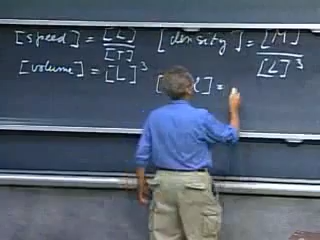 [speed] = [L]/[T] [density] = [M]/[L]³
[volume] = [L]³ [ =